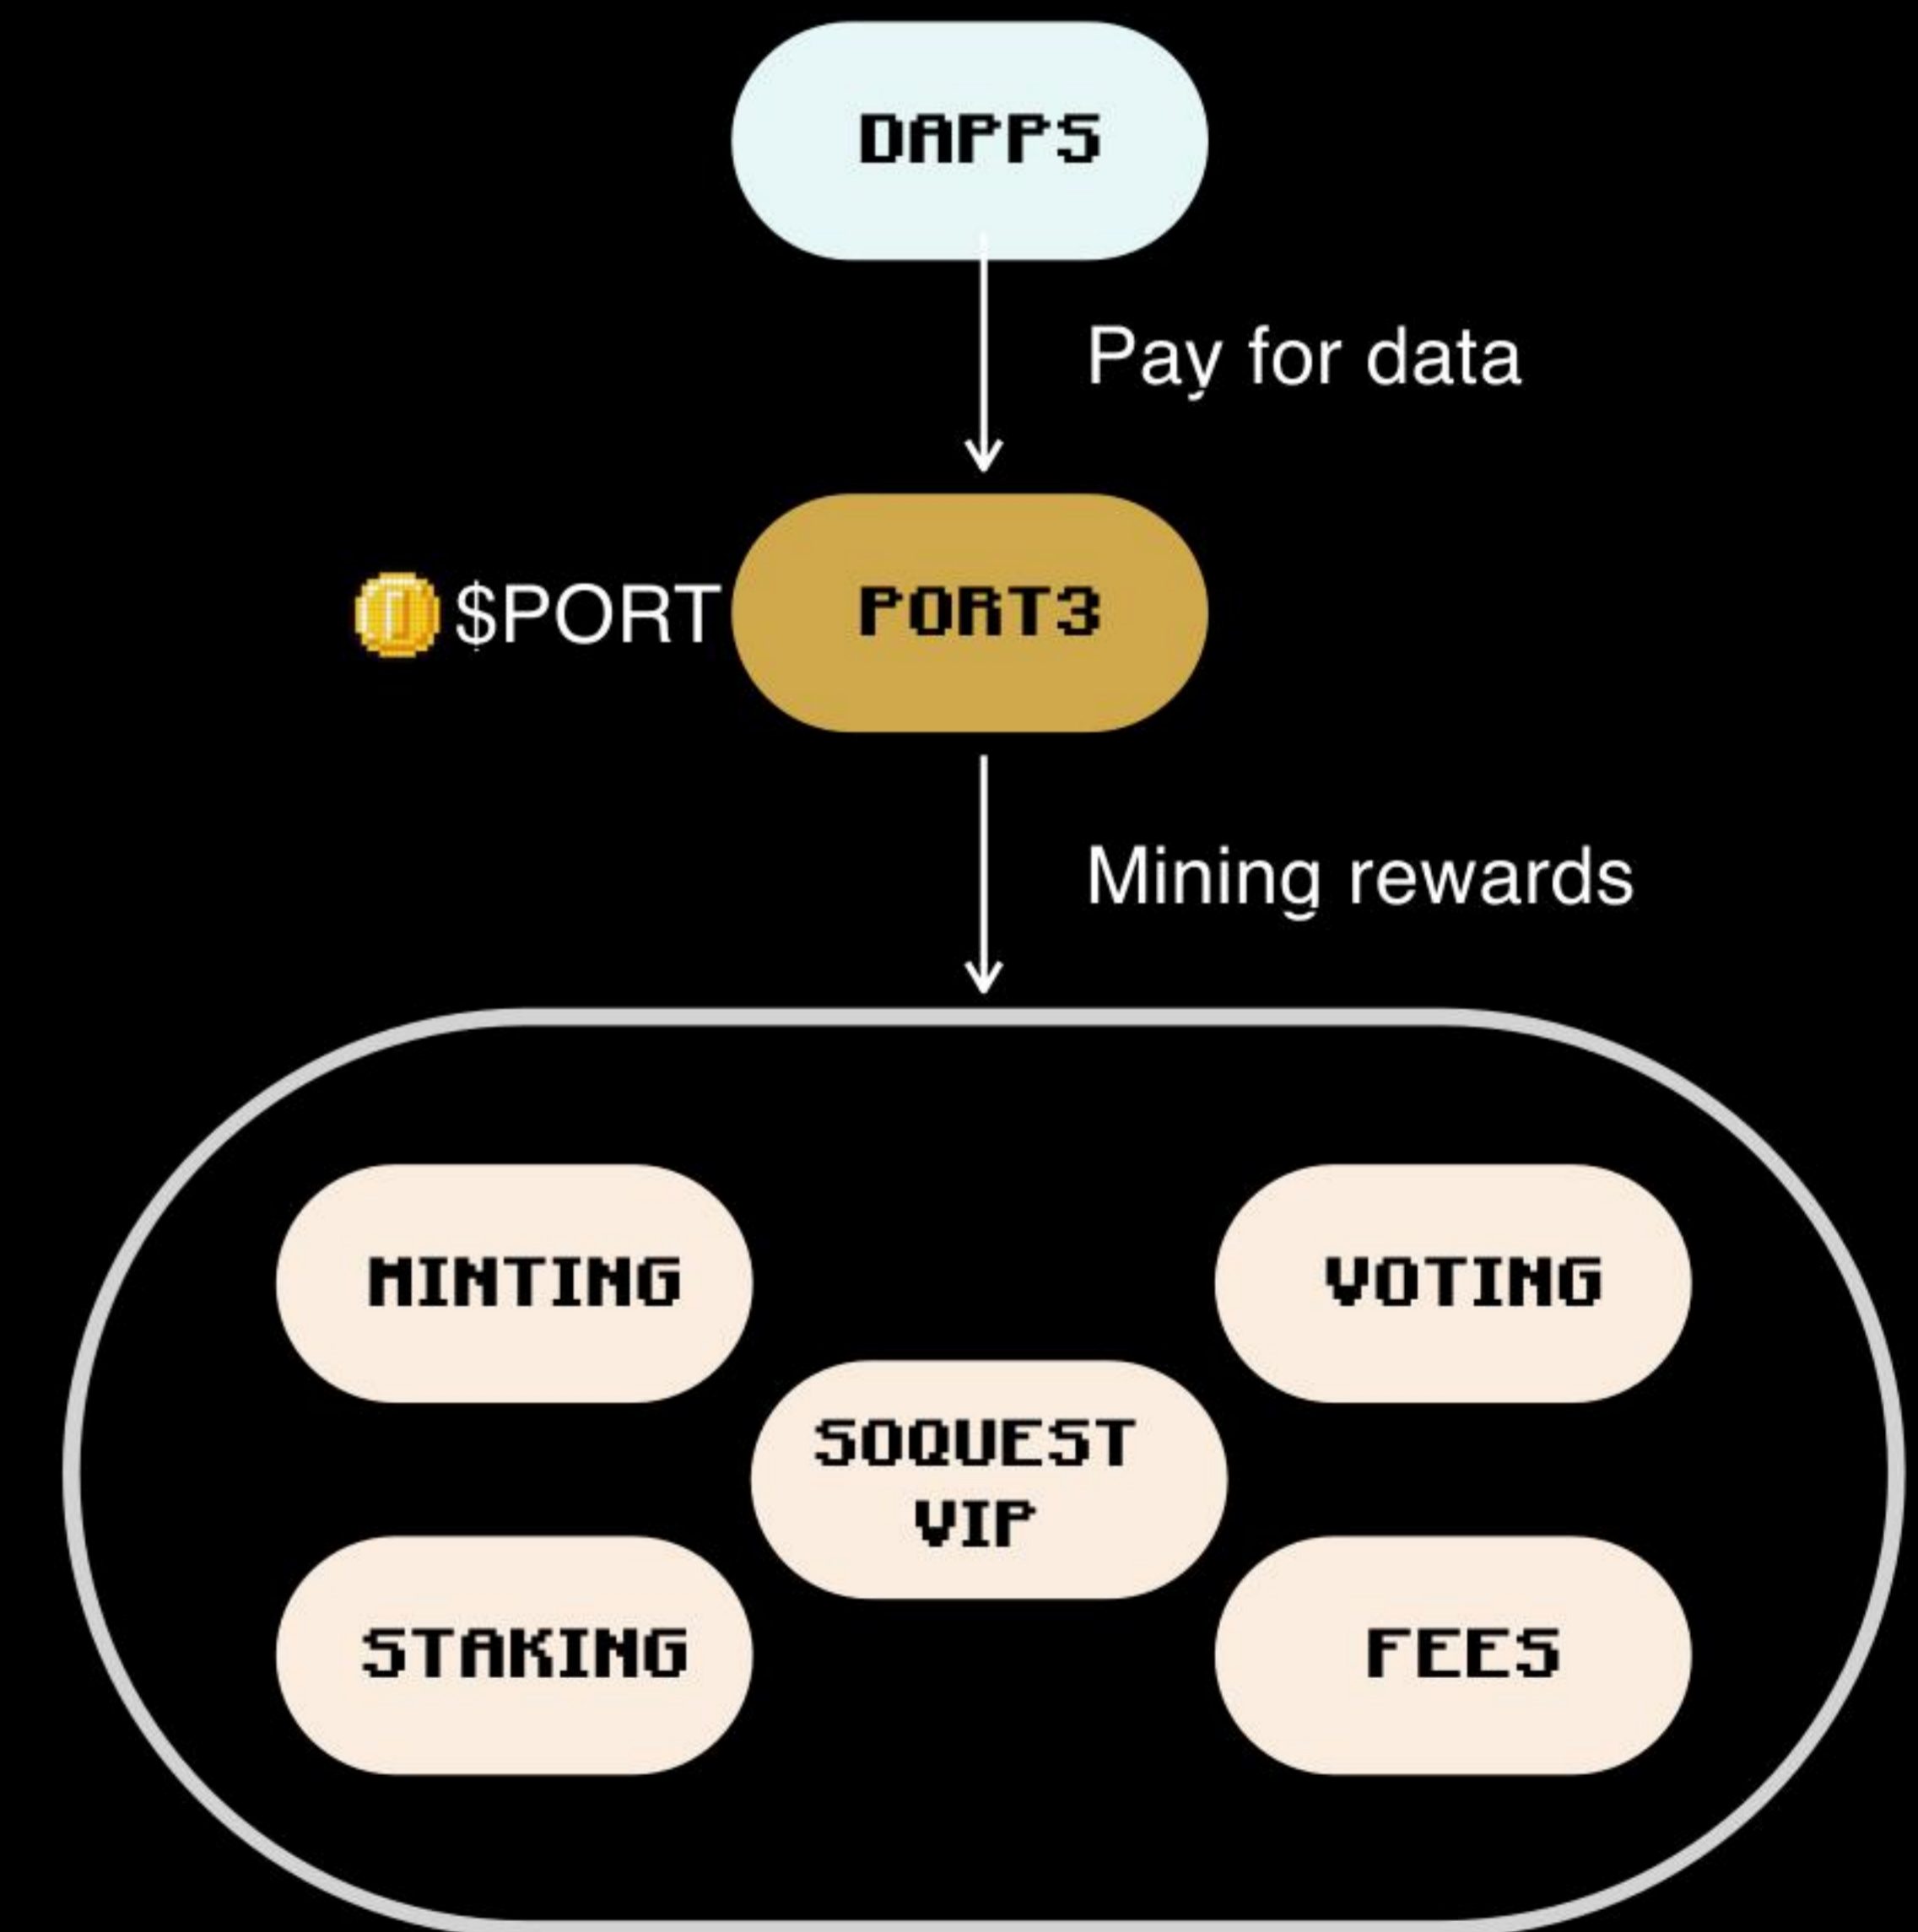 DAPPS
Pay for data
$PORT
PORT3
Mining rewards
MINTING
VOTING
SOQUEST
VIP
STAKING
FEES